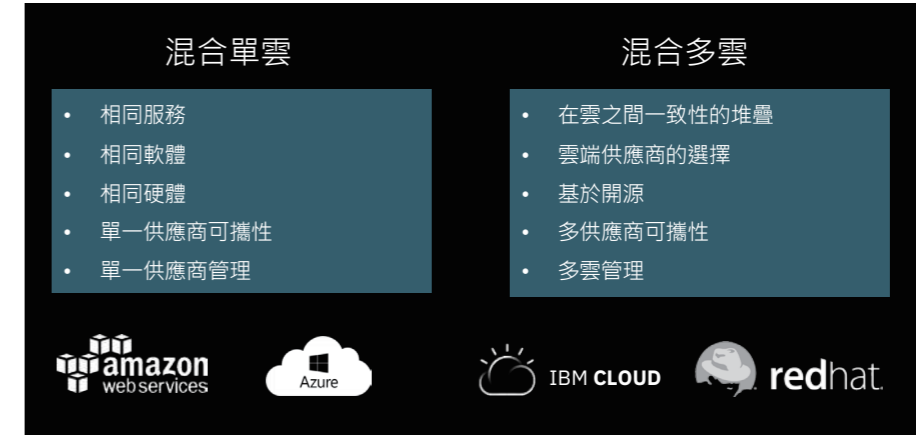 混合單雲
• 相同服務
• 相同軟體
• 相同硬體
• 單一供應商可攜性
• 單一供應商管理
amazon
webservices
Azure
混合多雲
• 在雲之間一致性的堆疊
• 雲端供應商的選擇
• 基於開源
• 多供應商可攜性
• 多雲管理
IBM CLOUD
redhat.